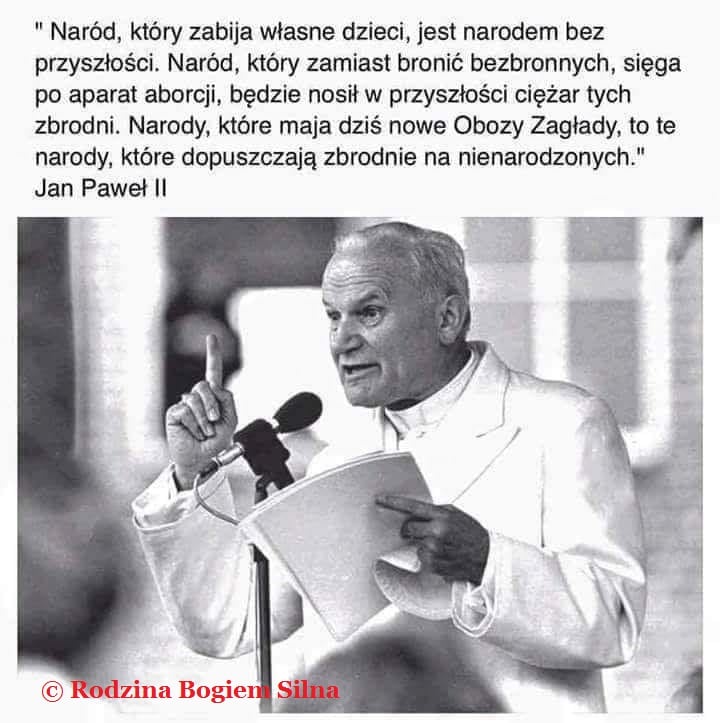 " Naród, który zabija własne dzieci, jest narodem bez
przyszłości. Naród, który zamiast bronić bezbronnych, sięga
po aparat aborcji, będzie nosił w przyszłości ciężar tych
zbrodni. Narody, które maja dziś nowe Obozy Zagłady, to te
narody, które dopuszczają zbrodnie na nienarodzonych."
Jan Paweł II
© Rodzina Bogiem Silna